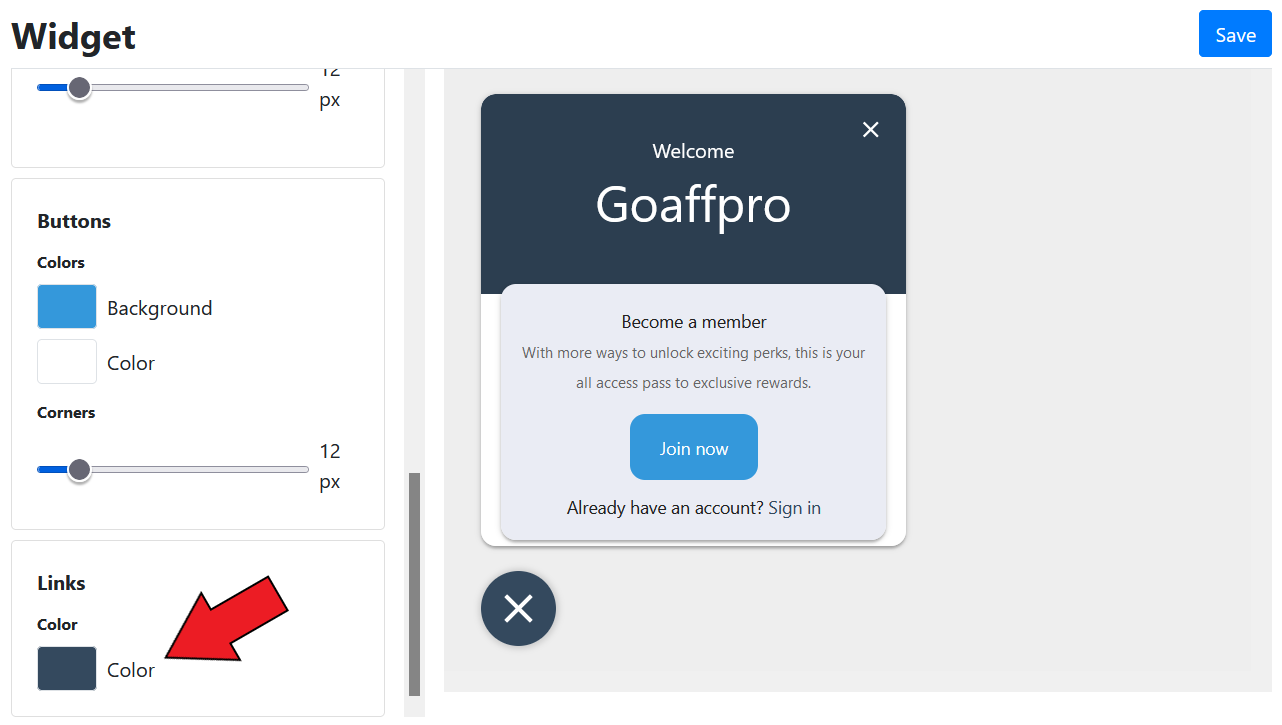 Widget
Save
12
px
Buttons
Colors
Background
Color
Corners
12
px
Links
Color
Color
Welcome
Goaffpro
Become a member
With more ways to unlock exciting perks, this is your
all access pass to exclusive rewards.
Join now
Already have an account? Sign in